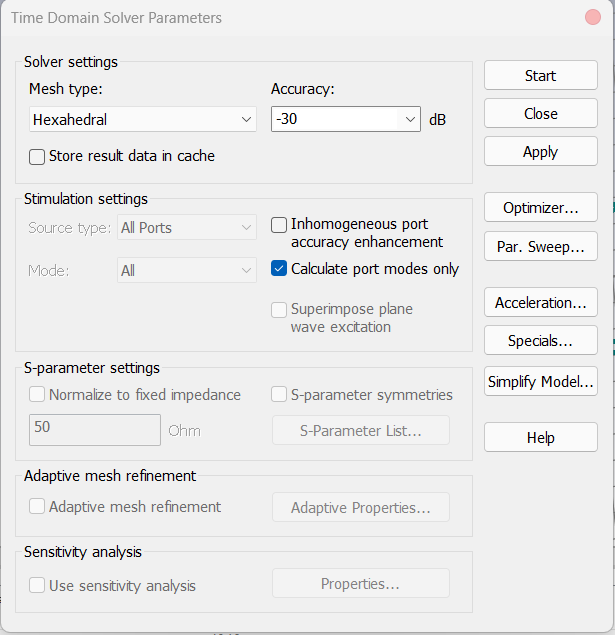 Time Domain Solver Parameters
Solver settings
Mesh type:
Accuracy:
Hexahedral
-30
dB
Store result data in cache
Stimulation settings
Source type:
All Ports
Inhomogeneous port
accuracy enhancement
Mode:
All
Calculate port modes only
Superimpose plane
wave excitation
S-parameter settings
Normalize to fixed impedance
S-parameter symmetries
50
Ohm
S-Parameter List...
Adaptive mesh refinement
Adaptive mesh refinement
Adaptive Properties...
Sensitivity analysis
Use sensitivity analysis
Properties...
Start
Close
Apply
Optimizer...
Par. Sweep...
Acceleration...
Specials...
Simplify Model...
Help